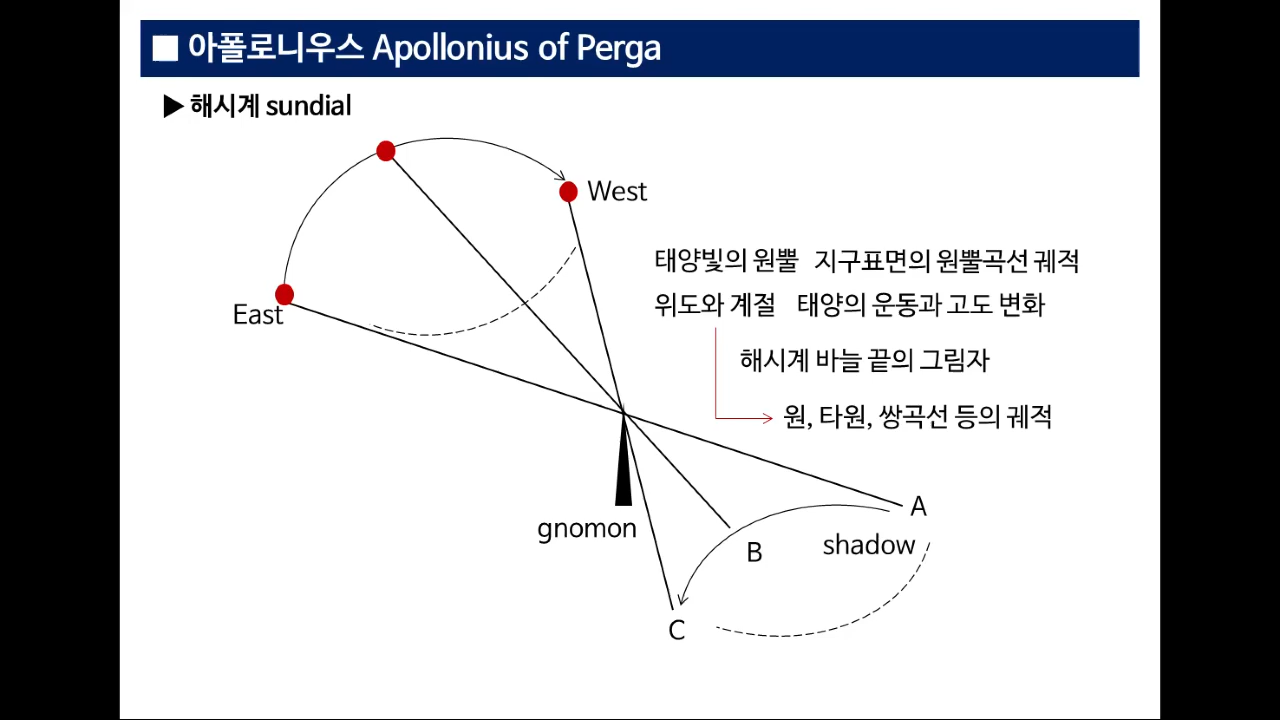 ■ 아폴로니우스 Apollonius of Perga
▶ 해시계 sundial
West
East
태양빛의 원뿔 지구표면의 원뿔곡선 궤적
위도와 계절 태양의 운동과 고도 변화
해시계 바늘 끝의 그림자
원, 타원, 쌍곡선 등의 궤적
gnomon
A
shadow
B
C